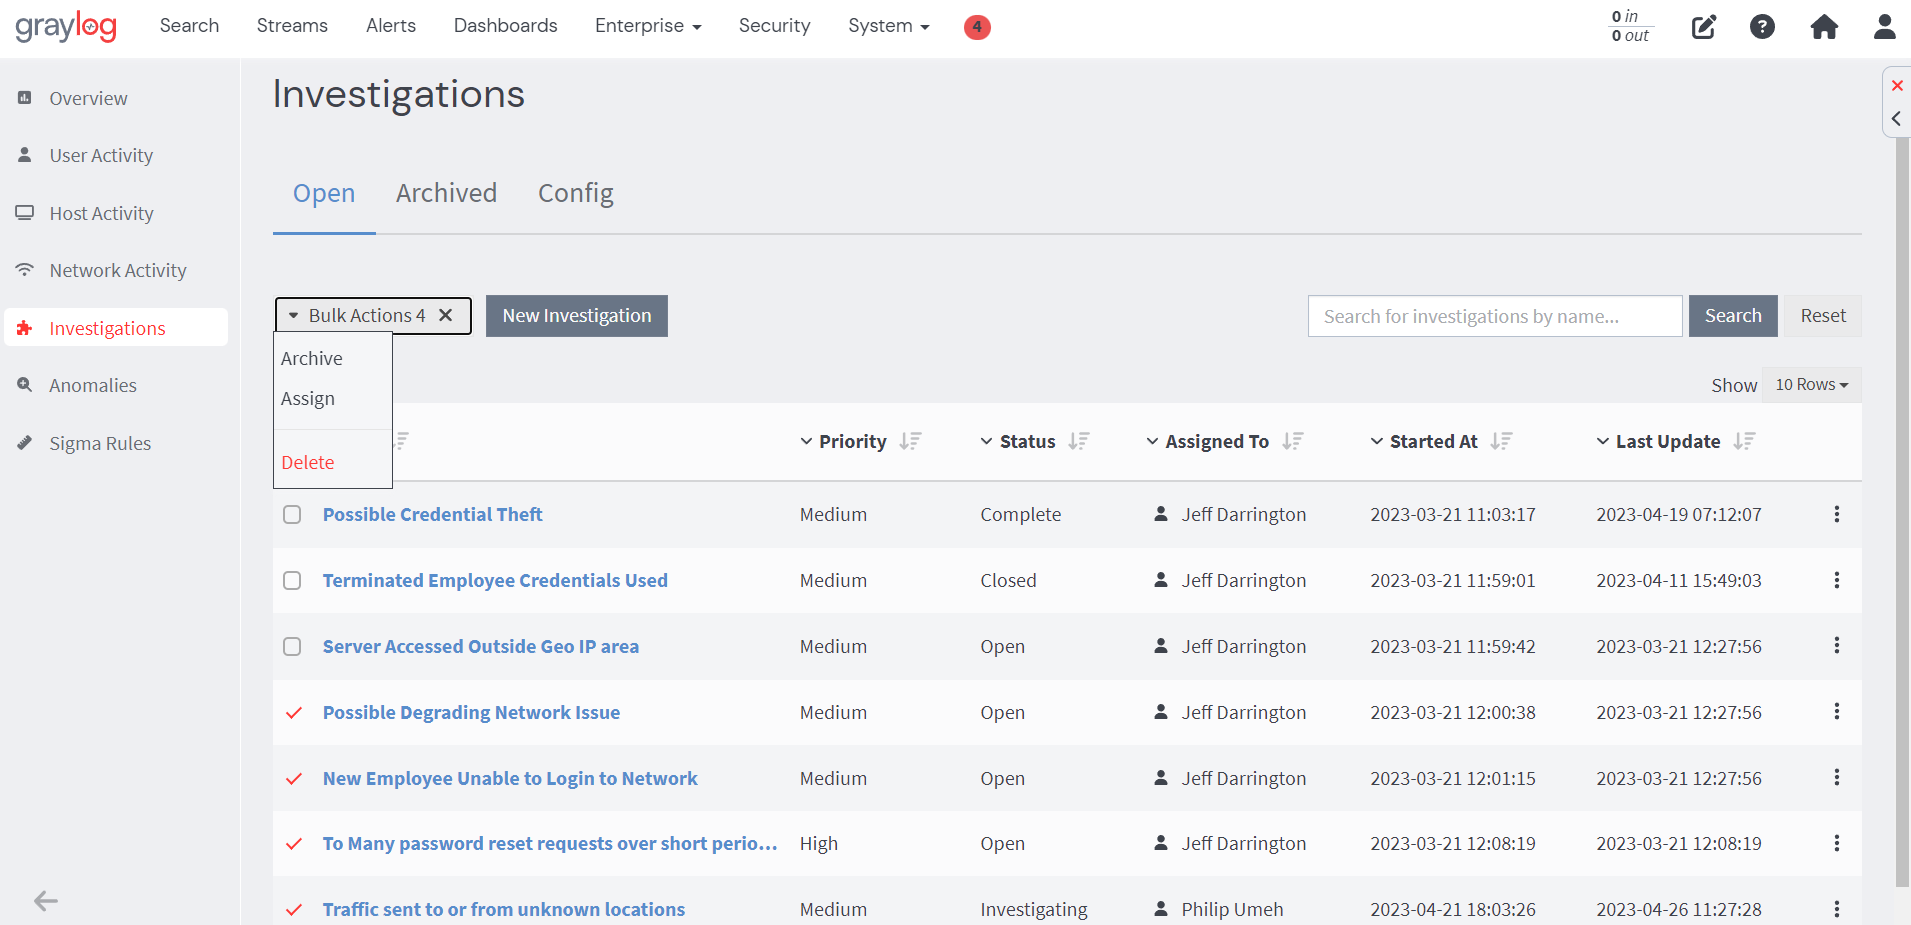 graylog Search Streams Alerts Dashboards Enterprise Security System 4 0 in
0 out
Overview
User Activity
Host Activity
Network Activity
Investigations
Anomalies
Sigma Rules
Investigations
Open Archived Config
Bulk Actions 4 New Investigation Search for investigations by name... Search Reset
Archive
Assign
Delete
Show 10 Rows
Priority Status Assigned To Started At Last Update
Possible Credential Theft Medium Complete Jeff Darrington 2023-03-21 11:03:17 2023-04-19 07:12:07
Terminated Employee Credentials Used Medium Closed Jeff Darrington 2023-03-21 11:59:01 2023-04-11 15:49:03
Server Accessed Outside Geo IP area Medium Open Jeff Darrington 2023-03-21 11:59:42 2023-03-21 12:27:56
Possible Degrading Network Issue Medium Open Jeff Darrington 2023-03-21 12:00:38 2023-03-21 12:27:56
New Employee Unable to Login to Network Medium Open Jeff Darrington 2023-03-21 12:01:15 2023-03-21 12:27:56
To Many password reset requests over short perio... High Open Jeff Darrington 2023-03-21 12:08:19 2023-03-21 12:08:19
Traffic sent to or from unknown locations Medium Investigating Philip Umeh 2023-04-21 18:03:26 2023-04-26 11:27:28